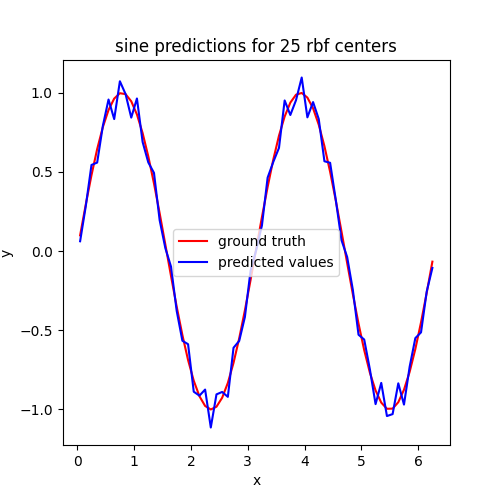 sine predictions for 25 rbf centers
1.0
0.5
0.0
−0.5
−1.0
y
ground truth
predicted values
0 1 2 3 4 5 6
x